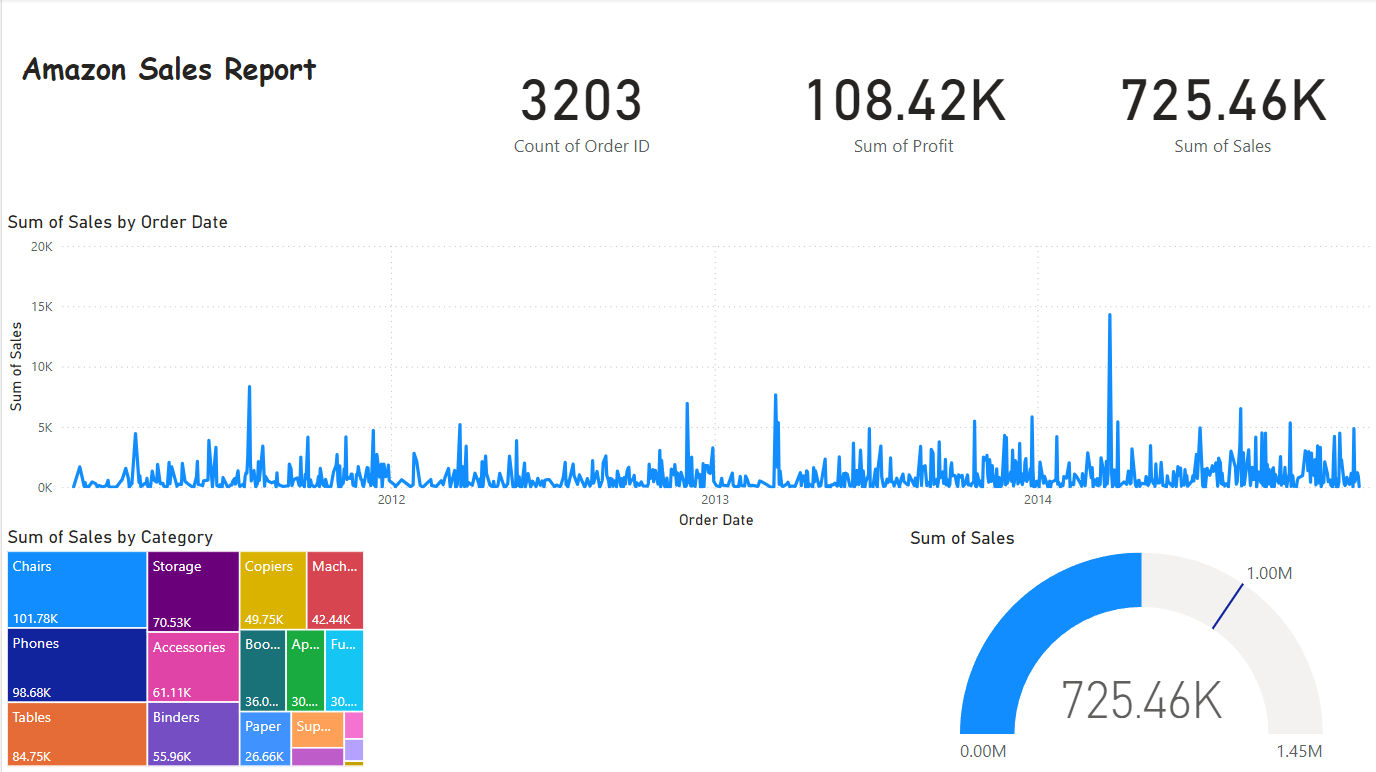 Amazon Sales Report
3203
Count of Order ID
108.42K
Sum of Profit
725.46K
Sum of Sales
Sum of Sales by Order Date
20K
15K
10K
5K
0K
Sum of Sales
2012
2013
2014
Order Date
Sum of Sales by Category
Chairs
101.78K
Phones
98.68K
Tables
84.75K
Storage
70.53K
Accessories
61.11K
Binders
55.96K
Copiers
49.75K
Mach...
42.44K
Boo...
36.0...
Ap...
30....
Fu...
30....
Paper
26.66K
Sup...
Sum of Sales
1.00M
725.46K
0.00M
1.45M